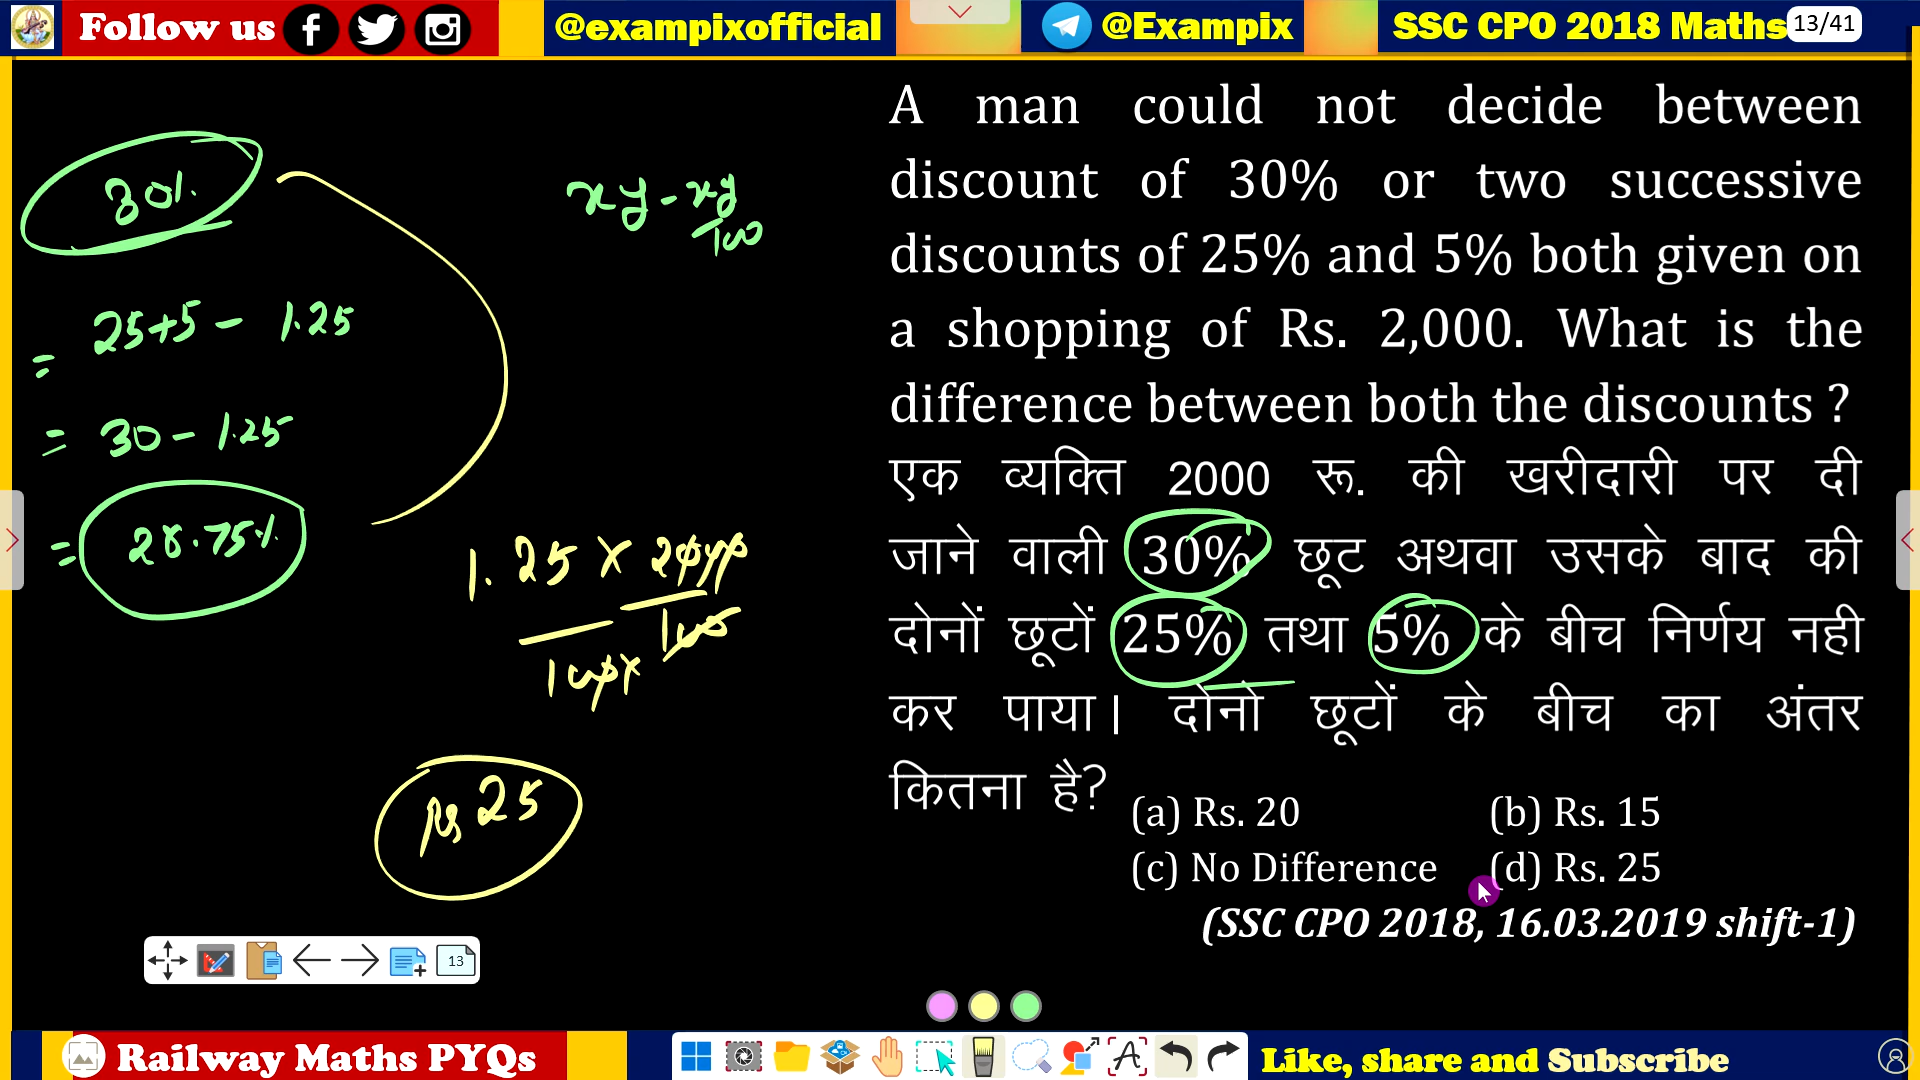 Follow us
@exampixofficial
@Exampix
SSC CPO 2018 Maths
13/41
A man could not decide between
discount of 30% or two successive
discounts of 25% and 5% both given on
a shopping of Rs. 2,000. What is the
difference between both the discounts ?
एक व्यक्ति 2000 रू. की खरीदारी पर दी
जाने वाली 30% छूट अथवा उसके बाद की
दोनों छूटों 25% तथा 5% के बीच निर्णय नही
कर पाया। दोनो छूटों के बीच का अंतर
कितना है?
(a) Rs. 20 (b) Rs. 15
(c) No Difference (d) Rs. 25
(SSC CPO 2018, 16.03.2019 shift-1)
30%
x y - xy/100
= 25+5 - 1.25
= 30 - 1.25
= 28.75%
1.25 × 2000
100× 100
Rs 25
13
Railway Maths PYQs
Like, share and Subscribe